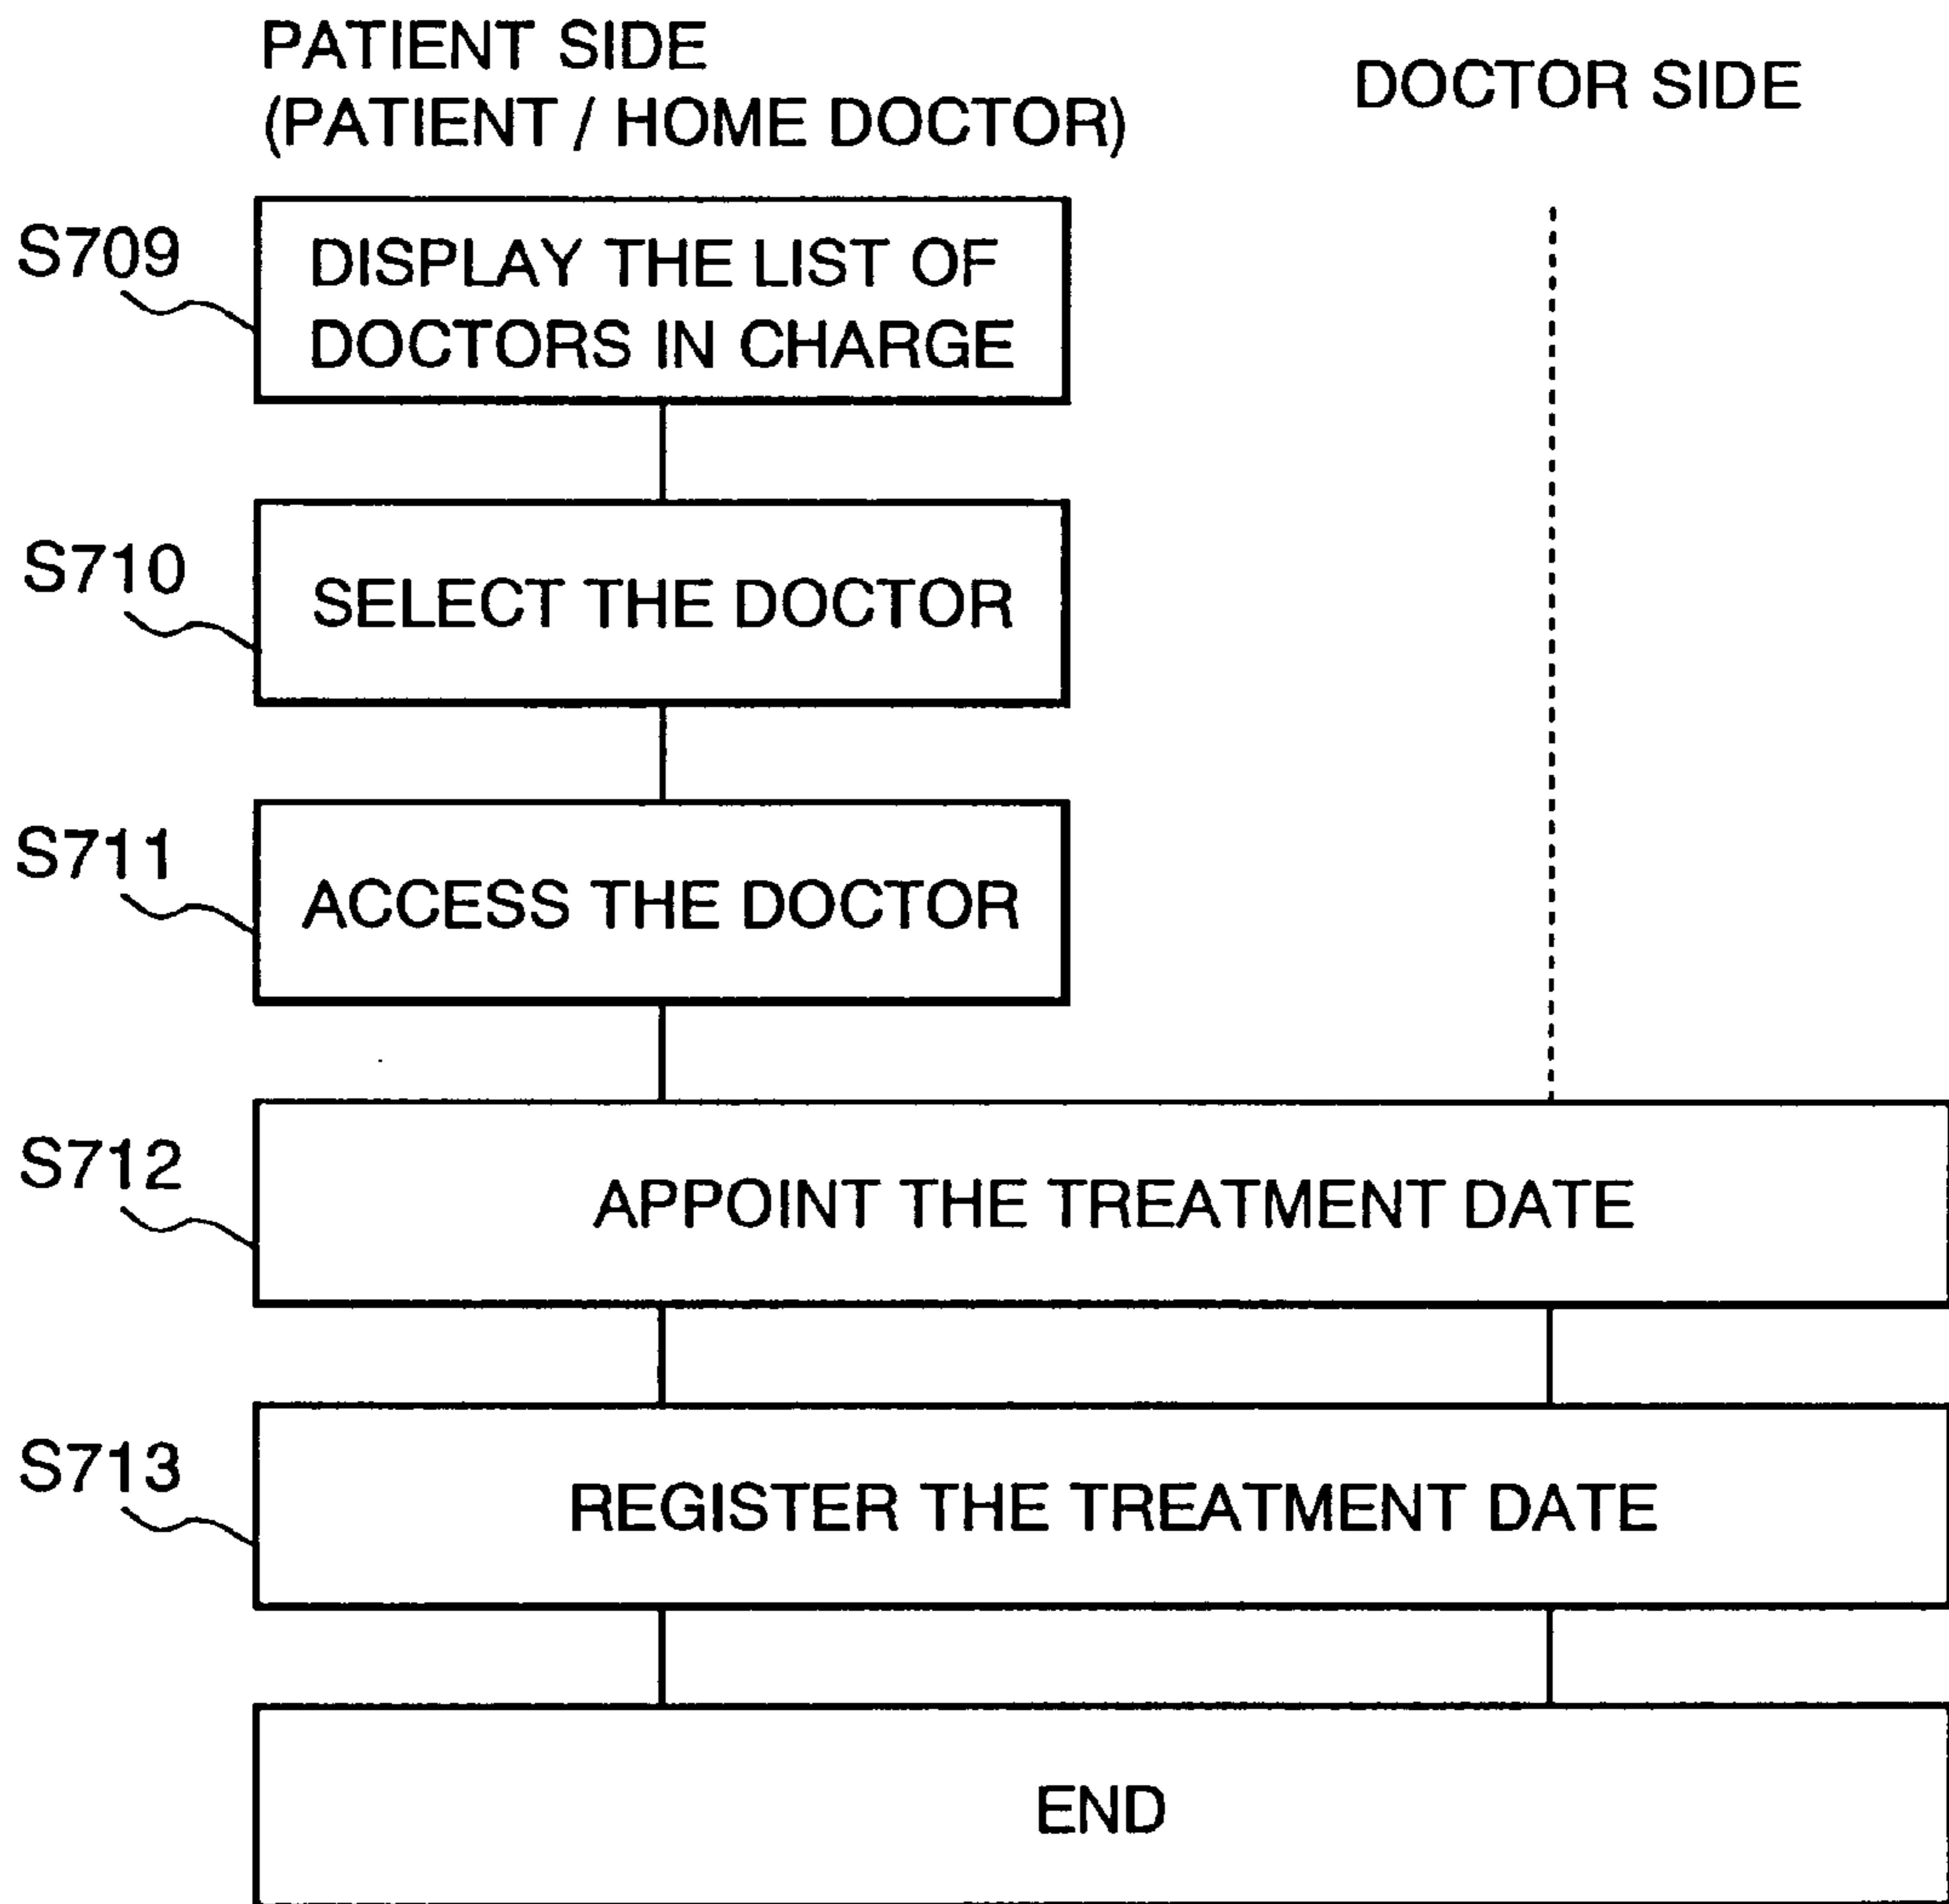 PATIENT SIDE
(PATIENT / HOME DOCTOR)
DOCTOR SIDE
S709
DISPLAY THE LIST OF
DOCTORS IN CHARGE
S710
SELECT THE DOCTOR
S711
ACCESS THE DOCTOR
S712
APPOINT THE TREATMENT DATE
S713
REGISTER THE TREATMENT DATE
END